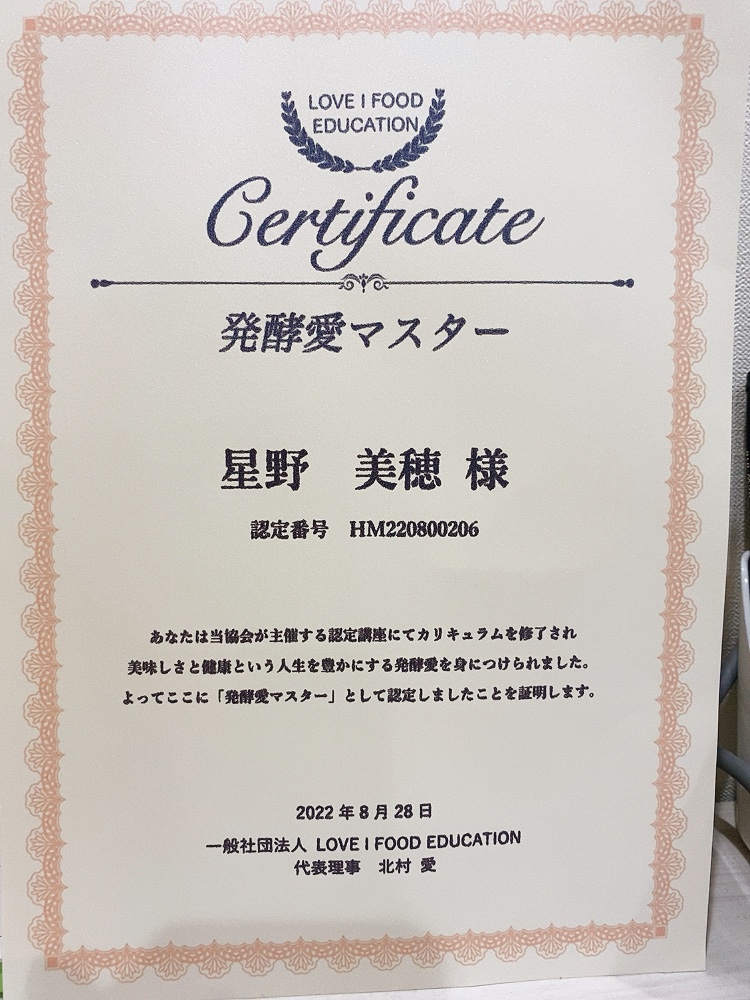 LOVE I FOOD
EDUCATION
Certificate
発酵愛マスター
星野　美穂 様
認定番号　HM220800206
あなたは当協会が主催する認定講座にてカリキュラムを修了され
美味しさと健康という人生を豊かにする発酵愛を身につけられました。
よってここに「発酵愛マスター」として認定しましたことを証明します。
2022 年 8 月 28 日
一般社団法人 LOVE I FOOD EDUCATION
代表理事　北村 愛